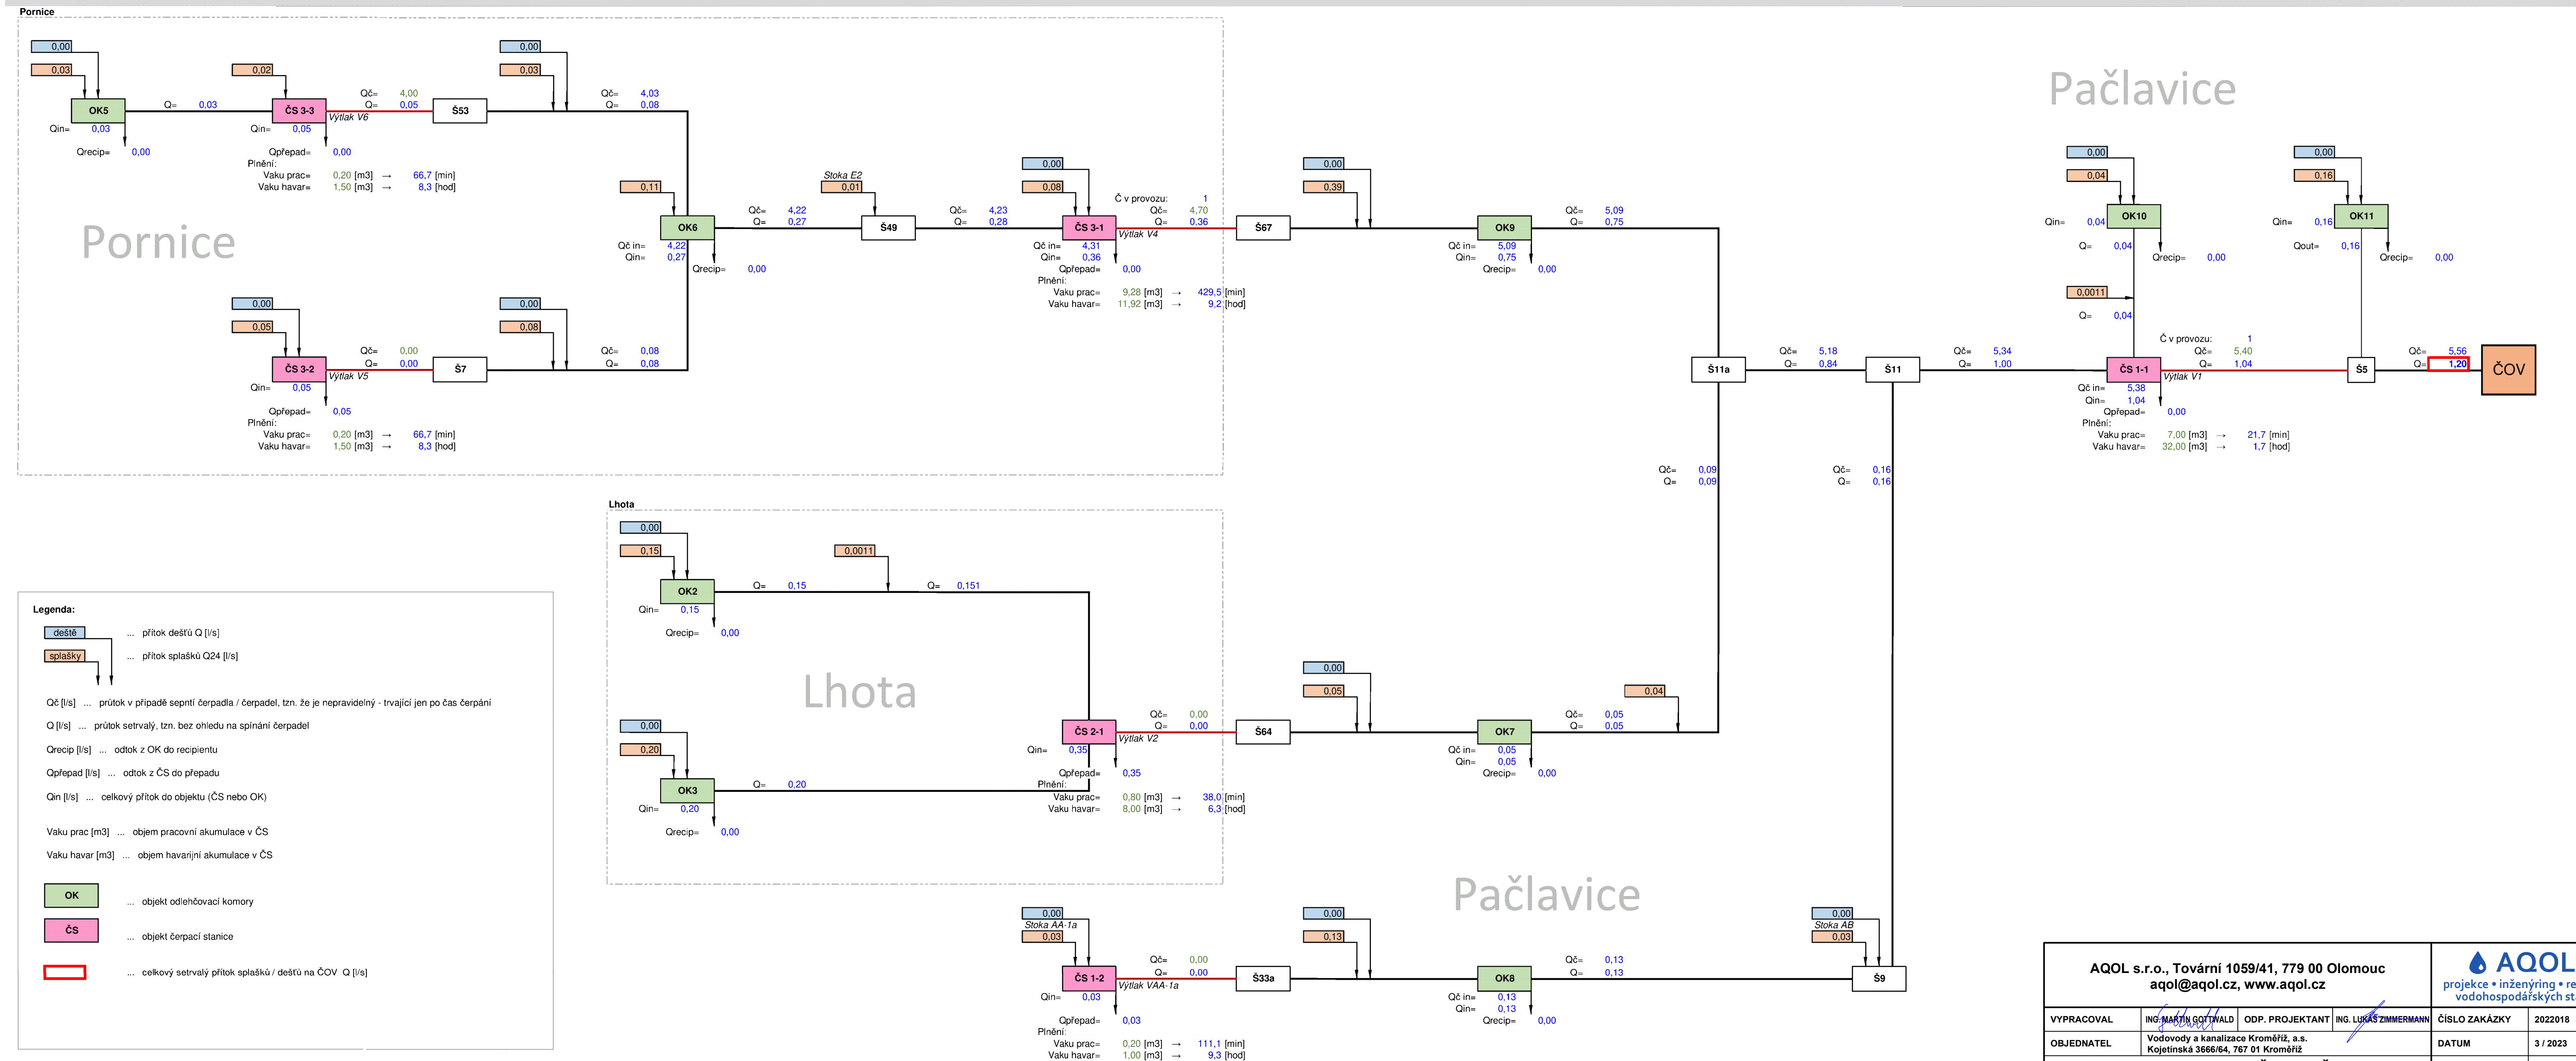 Pornice
0,00
0,03
OK5
Q= 0,03
Qin= 0,03
Qrecip= 0,00
0,02
ČS 3-3
Qč= 4,00
Q= 0,05
Výtlak V6
Qin= 0,05
Qpřepad= 0,00
Plnění:
Vaku prac= 0,20 [m3] → 66,7 [min]
Vaku havar= 1,50 [m3] → 8,3 [hod]
Š53
0,00
0,03
Qč= 4,03
Q= 0,08
Pornice
0,00
0,05
ČS 3-2
Qč= 0,00
Q= 0,00
Výtlak V5
Qin= 0,05
Qpřepad= 0,05
Plnění:
Vaku prac= 0,20 [m3] → 66,7 [min]
Vaku havar= 1,50 [m3] → 8,3 [hod]
Š7
0,00
0,08
Qč= 0,08
Q= 0,08
0,11
OK6
Qč in= 4,22
Qin= 0,27
Qrecip= 0,00
Qč= 4,22
Q= 0,27
Stoka E2
0,01
Š49
Qč= 4,23
Q= 0,28
0,00
0,08
ČS 3-1
Č v provozu: 1
Qč= 4,70
Q= 0,36
Výtlak V4
Qč in= 4,31
Qin= 0,36
Qpřepad= 0,00
Plnění:
Vaku prac= 9,28 [m3] → 429,5 [min]
Vaku havar= 11,92 [m3] → 9,2 [hod]
Š67
0,00
0,39
OK9
Qč in= 5,09
Qin= 0,75
Qrecip= 0,00
Qč= 5,09
Q= 0,75
Š11a
Qč= 5,18
Q= 0,84
Š11
Qč= 5,34
Q= 1,00
Qč= 0,09
Q= 0,09
Qč= 0,16
Q= 0,16
Pačlavice
0,00
0,04
OK10
Qin= 0,04
Q= 0,04
Qrecip= 0,00
0,0011
Q= 0,04
0,00
0,16
OK11
Qin= 0,16
Qout= 0,16
Qrecip= 0,00
ČS 1-1
Č v provozu: 1
Qč= 5,40
Q= 1,04
Výtlak V1
Qč in= 5,38
Qin= 1,04
Qpřepad= 0,00
Plnění:
Vaku prac= 7,00 [m3] → 21,7 [min]
Vaku havar= 32,00 [m3] → 1,7 [hod]
Š5
Qč= 5,56
Q= 1,20
ČOV
Lhota
0,00
0,15
OK2
Qin= 0,15
Qrecip= 0,00
Q= 0,15
0,0011
Q= 0,151
Lhota
0,00
0,20
OK3
Qin= 0,20
Qrecip= 0,00
Q= 0,20
ČS 2-1
Qč= 0,00
Q= 0,00
Výtlak V2
Qin= 0,35
Qpřepad= 0,35
Plnění:
Vaku prac= 0,80 [m3] → 38,0 [min]
Vaku havar= 8,00 [m3] → 6,3 [hod]
Š64
0,00
0,05
OK7
Qč in= 0,05
Qin= 0,05
Qrecip= 0,00
Qč= 0,05
Q= 0,05
0,04
Pačlavice
0,00
Stoka AA-1a
0,03
ČS 1-2
Qč= 0,00
Q= 0,00
Výtlak VAA-1a
Qin= 0,03
Qpřepad= 0,03
Plnění:
Vaku prac= 0,20 [m3] → 111,1 [min]
Vaku havar= 1,00 [m3] → 9,3 [hod]
Š33a
0,00
0,13
OK8
Qč in= 0,13
Qin= 0,13
Qrecip= 0,00
Qč= 0,13
Q= 0,13
0,00
Stoka AB
0,03
Š9
Legenda:
deště ... přítok dešťů Q [l/s]
splašky ... přítok splašků Q24 [l/s]
Qč [l/s] ... průtok v případě sepntí čerpadla / čerpadel, tzn. že je nepravidelný - trvající jen po čas čerpání
Q [l/s] ... průtok setrvalý, tzn. bez ohledu na spínání čerpadel
Qrecip [l/s] ... odtok z OK do recipientu
Qpřepad [l/s] ... odtok z ČS do přepadu
Qin [l/s] ... celkový přítok do objektu (ČS nebo OK)
Vaku prac [m3] ... objem pracovní akumulace v ČS
Vaku havar [m3] ... objem havarijní akumulace v ČS
OK ... objekt odlehčovací komory
ČS ... objekt čerpací stanice
... celkový setrvalý přítok splašků / dešťů na ČOV Q [l/s]
AQOL s.r.o., Tovární 1059/41, 779 00 Olomouc
aqol@aqol.cz, www.aqol.cz
AQOL
projekce • inženýring • re
vodohospodářských st
VYPRACOVAL ING. MARTIN GOTTWALD ODP. PROJEKTANT ING. LUKÁŠ ZIMMERMANN ČÍSLO ZAKÁZKY 2022018
OBJEDNATEL Vodovody a kanalizace Kroměříž, a.s.
Kojetínská 3666/64, 767 01 Kroměříž DATUM 3 / 2023